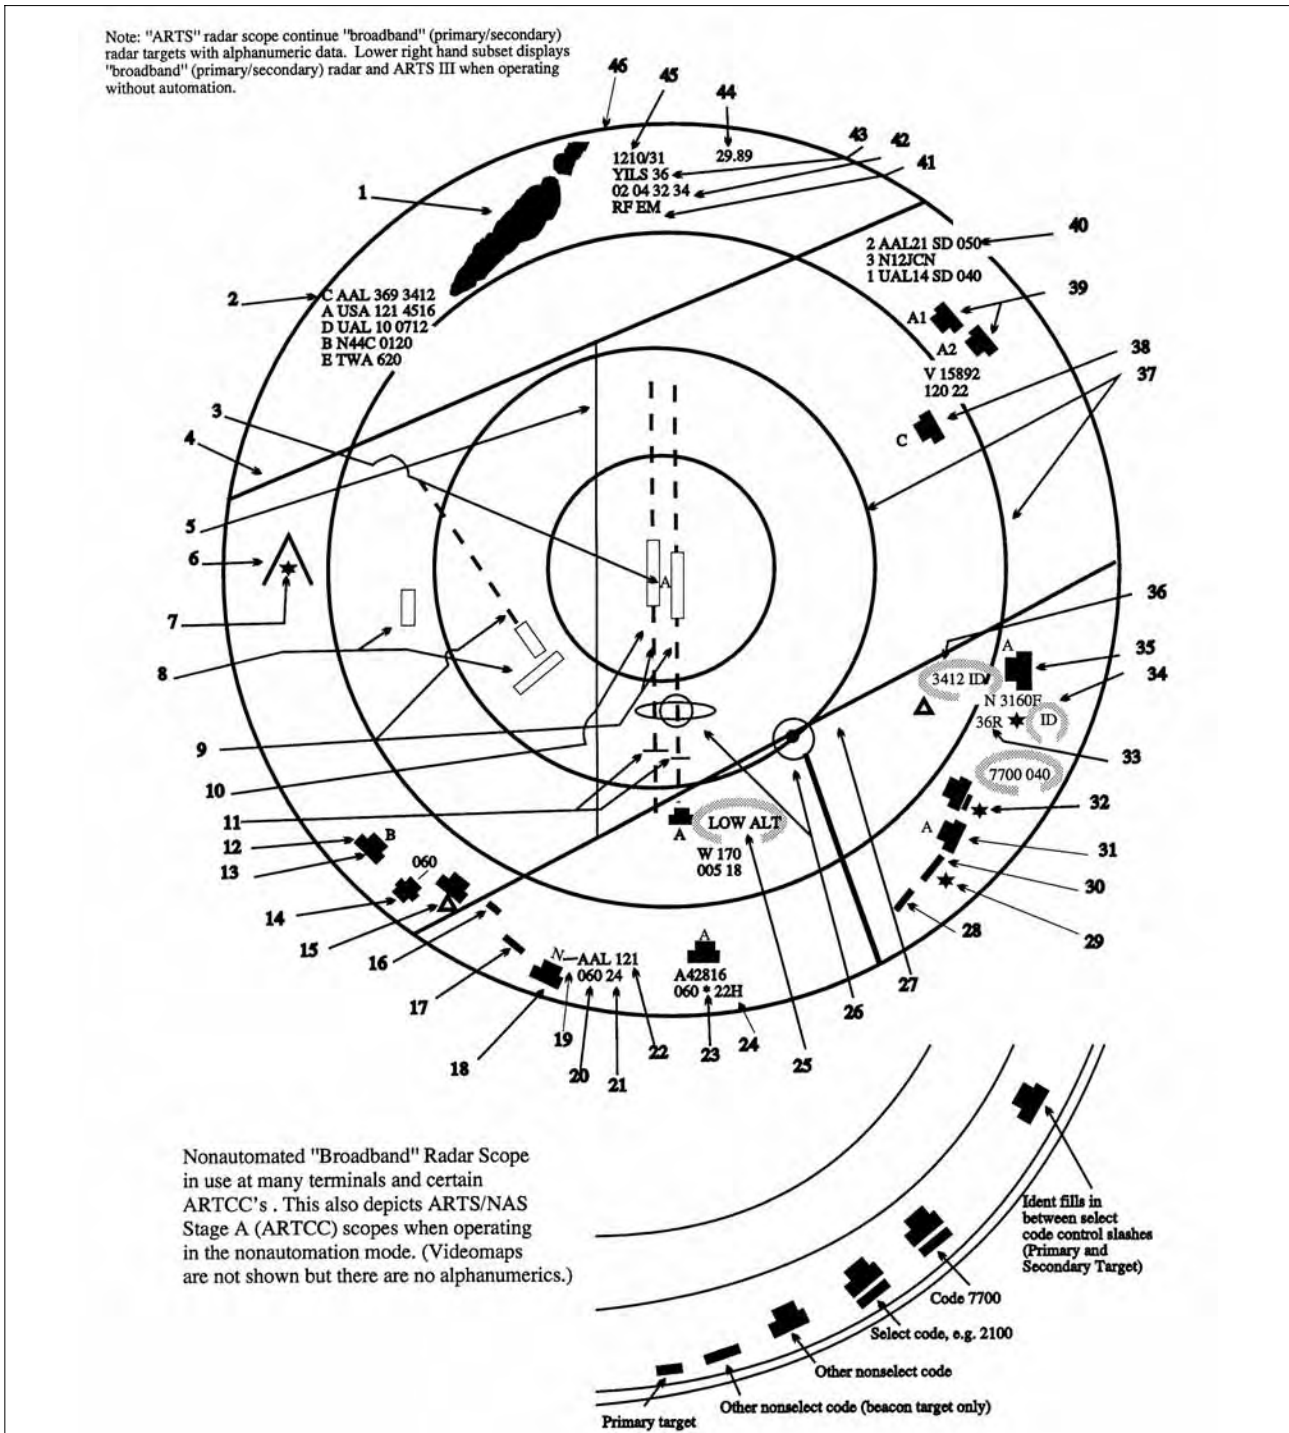 Note: "ARTS" radar scope continue "broadband" (primary/secondary)
radar targets with alphanumeric data. Lower right hand subset displays
"broadband" (primary/secondary) radar and ARTS III when operating
without automation.
46
45
44
43
42
41
1210/31
29.89
YILS 36
02 04 32 34
RF EM
1
40
2 AAL21 SD 050
3 N12JCN
1 UAL14 SD 040
2
C AAL 369 3412
A USA 121 4516
D UAL 10 0712
B N44C 0120
E TWA 620
39
A1
A2
38
V 15892
120 22
37
3
4
C
5
6
A
7
36
8
A
35
3412 ID
34
N 3160F
36R
ID
9
33
7700 040
10
32
11
LOW ALT
A
A
31
12
B
W 170
005 18
13
060
30
14
28
29
15
16
A
27
17
N
AAL 121
060 24
A42816
060 * 22H
26
18
19
20
21
22
23
24
25
Nonautomated "Broadband" Radar Scope
in use at many terminals and certain
ARTCC's . This also depicts ARTS/NAS
Stage A (ARTCC) scopes when operating
in the nonautomation mode. (Videomaps
are not shown but there are no alphanumerics.)
Ident fills in
between select
code control slashes
(Primary and
Secondary Target)
Code 7700
Select code, e.g. 2100
Other nonselect code
Other nonselect code (beacon target only)
Primary target